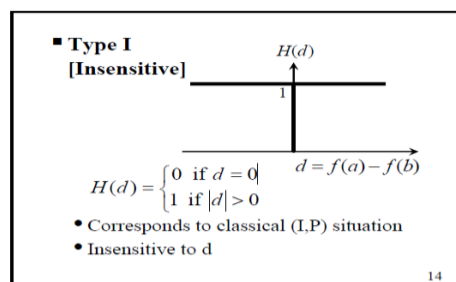 ▪ Type I
[Insensitive]
H(d)
1
d = f(a) − f(b)
H(d) = {0 if d = 0
1 if |d| > 0
• Corresponds to classical (I,P) situation
• Insensitive to d
14